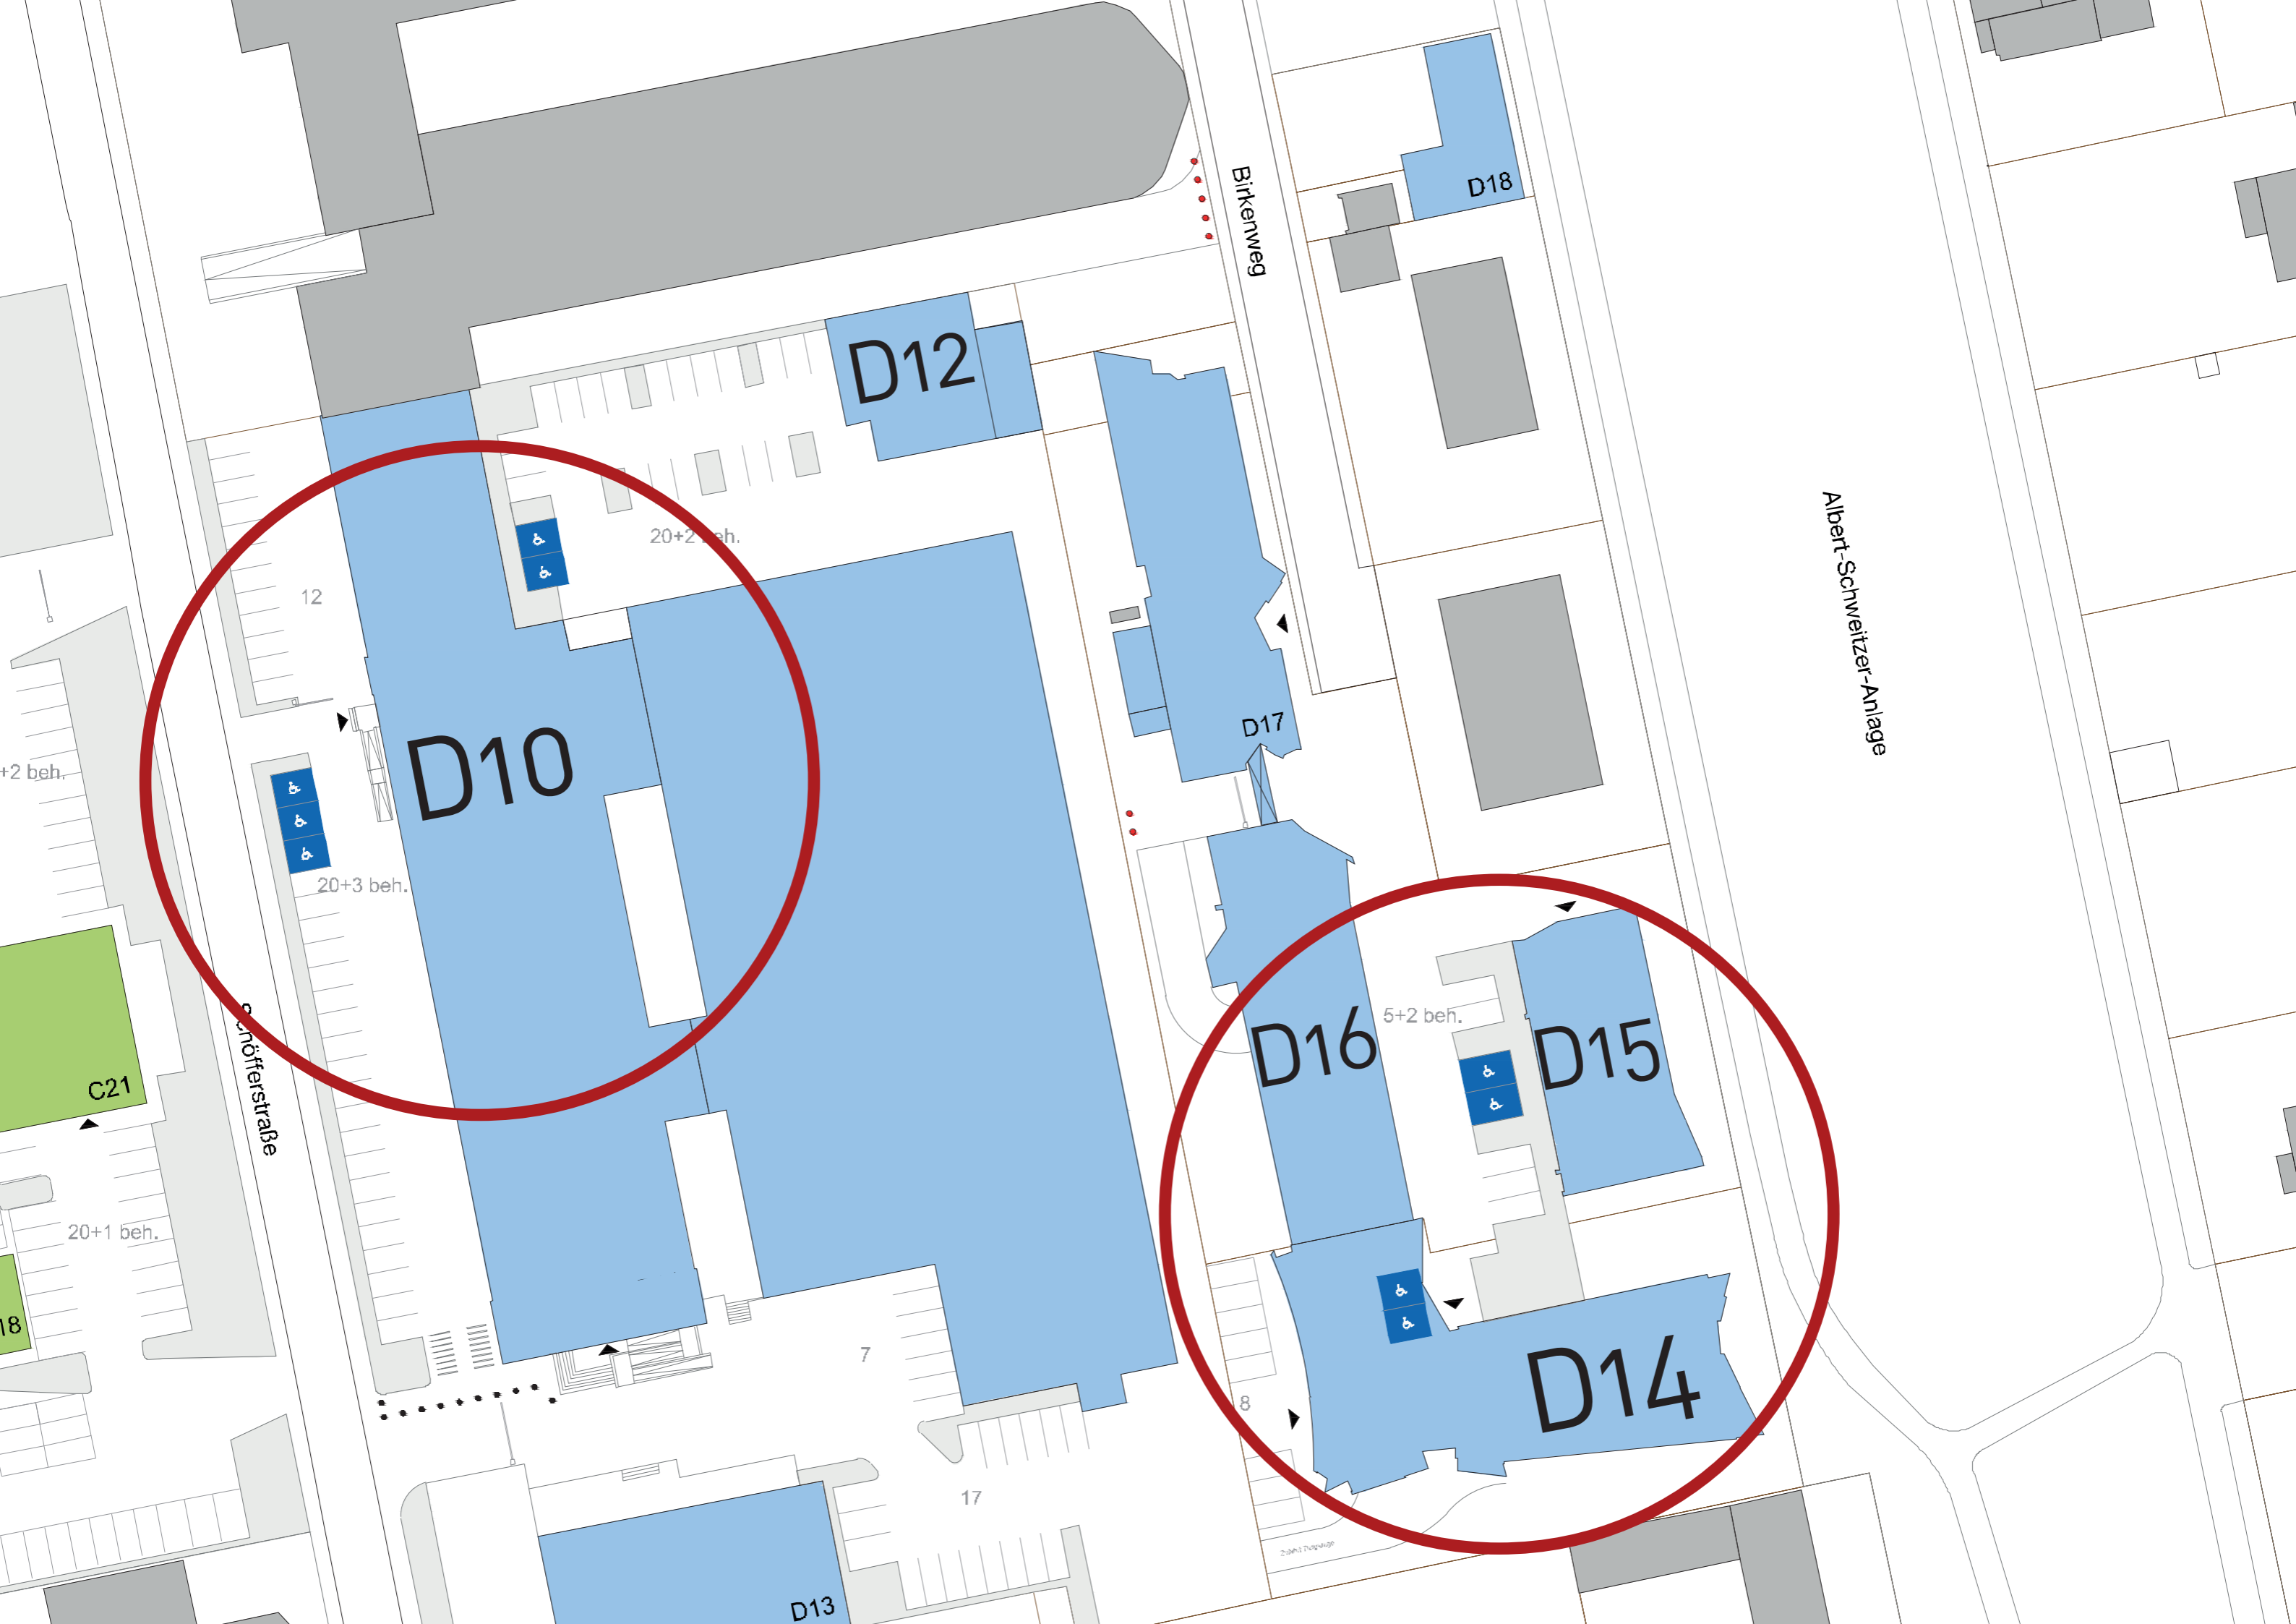 Birkenweg
D18
D12
20+2 beh.
12
Albert-Schweitzer-Anlage
D17
D10
+2 beh.
20+3 beh.
Schöfferstraße
C21
D16
5+2 beh.
D15
20+1 beh.
18
7
D14
8
17
D13